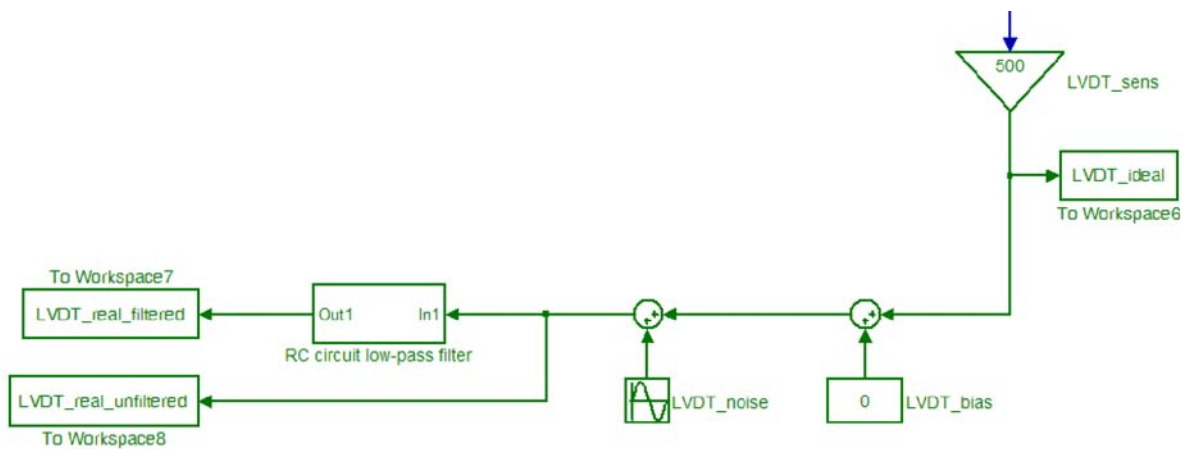 500
LVDT_sens
LVDT_ideal
To Workspace6
To Workspace7
LVDT_real_filtered
Out1
In1
RC circuit low-pass filter
LVDT_real_unfiltered
To Workspace8
LVDT_noise
0
LVDT_bias